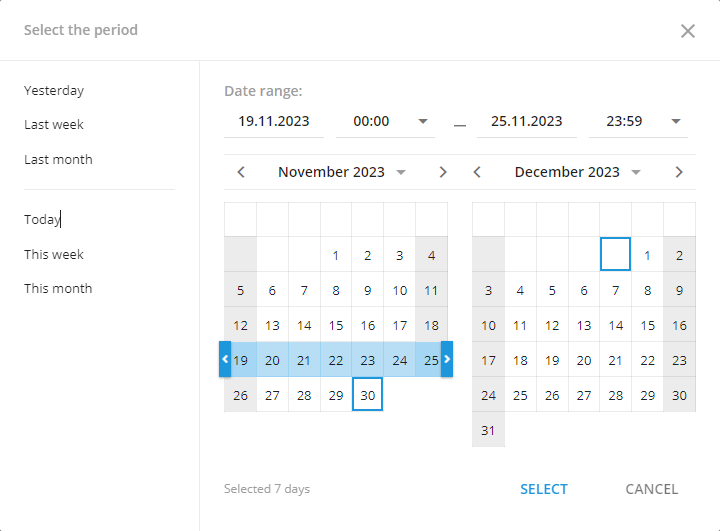 Select the period
Yesterday
Last week
Last month
Today
This week
This month
Date range:
19.11.2023 00:00 — 25.11.2023 23:59
November 2023
1 2 3 4
5 6 7 8 9 10 11
12 13 14 15 16 17 18
19 20 21 22 23 24 25
26 27 28 29 30
December 2023
1 2
3 4 5 6 7 8 9
10 11 12 13 14 15 16
17 18 19 20 21 22 23
24 25 26 27 28 29 30
31
Selected 7 days
SELECT CANCEL